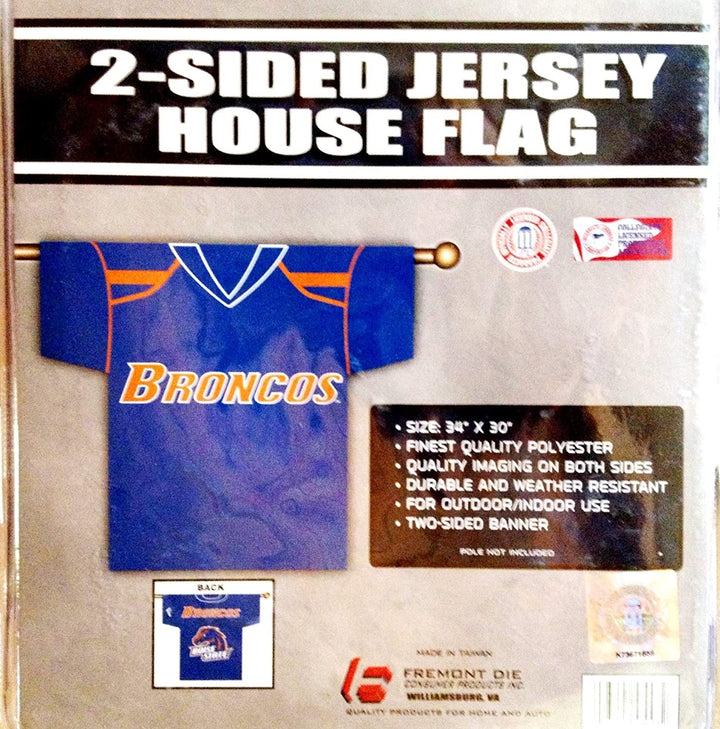 2-SIDED JERSEY
HOUSE FLAG
BRONCOS
• SIZE: 34" X 30"
• FINEST QUALITY POLYESTER
• QUALITY IMAGING ON BOTH SIDES
• DURABLE AND WEATHER RESISTANT
• FOR OUTDOOR/INDOOR USE
• TWO-SIDED BANNER
POLE NOT INCLUDED
BACK
BRONCOS
BOISE STATE
MADE IN TAIWAN
FREMONT DIE
CONSUMER PRODUCTS INC.
WILLIAMSBURG, VA
QUALITY PRODUCTS FOR HOME AND AUTO